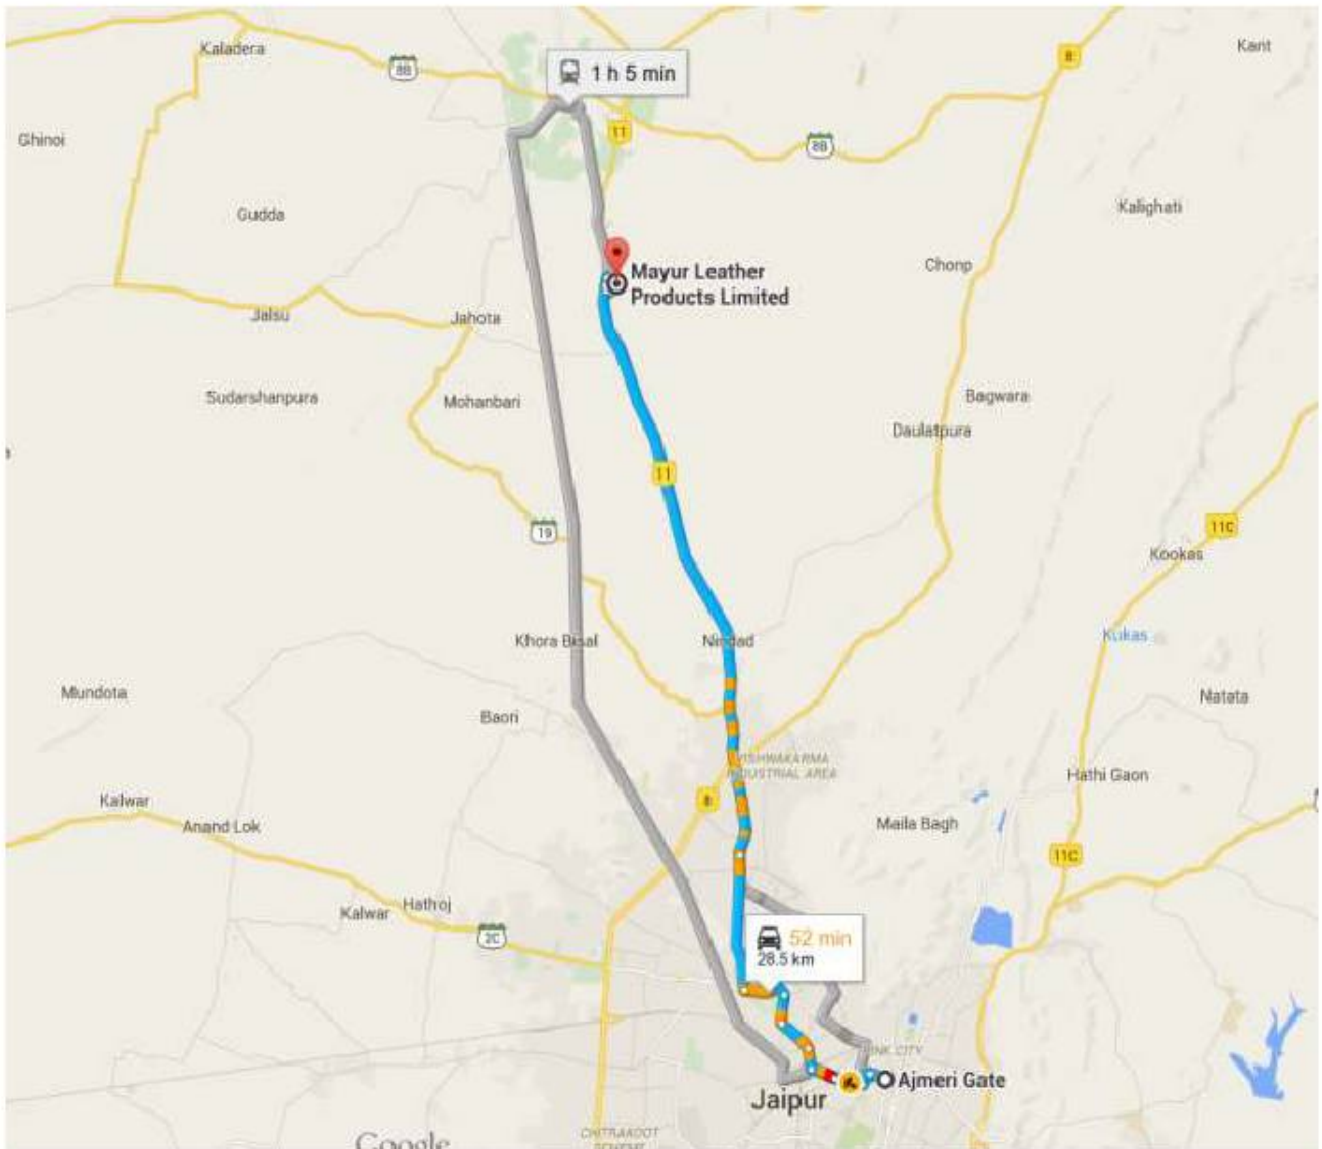 Kaladera
Kant
8B
8
1 h 5 min
11
8B
Ghinoi
Kalighati
Gudda
Chonp
Mayur Leather
Products Limited
Jalsu
Jahota
Sudarshanpura
Mohanbari
Bagwara
Daulatpura
11
11C
19
Kookas
Khora Bisal
Nindad
Kukas
Mundota
Natata
Baori
VISHWAKARMA
INDUSTRIAL AREA
Hathi Gaon
Kalwar
8
Anand Lok
Maila Bagh
11C
Kalwar
Hathoj
2C
52 min
28.5 km
PINK CITY
Ajmeri Gate
Jaipur
Google
CHITRAKOOT